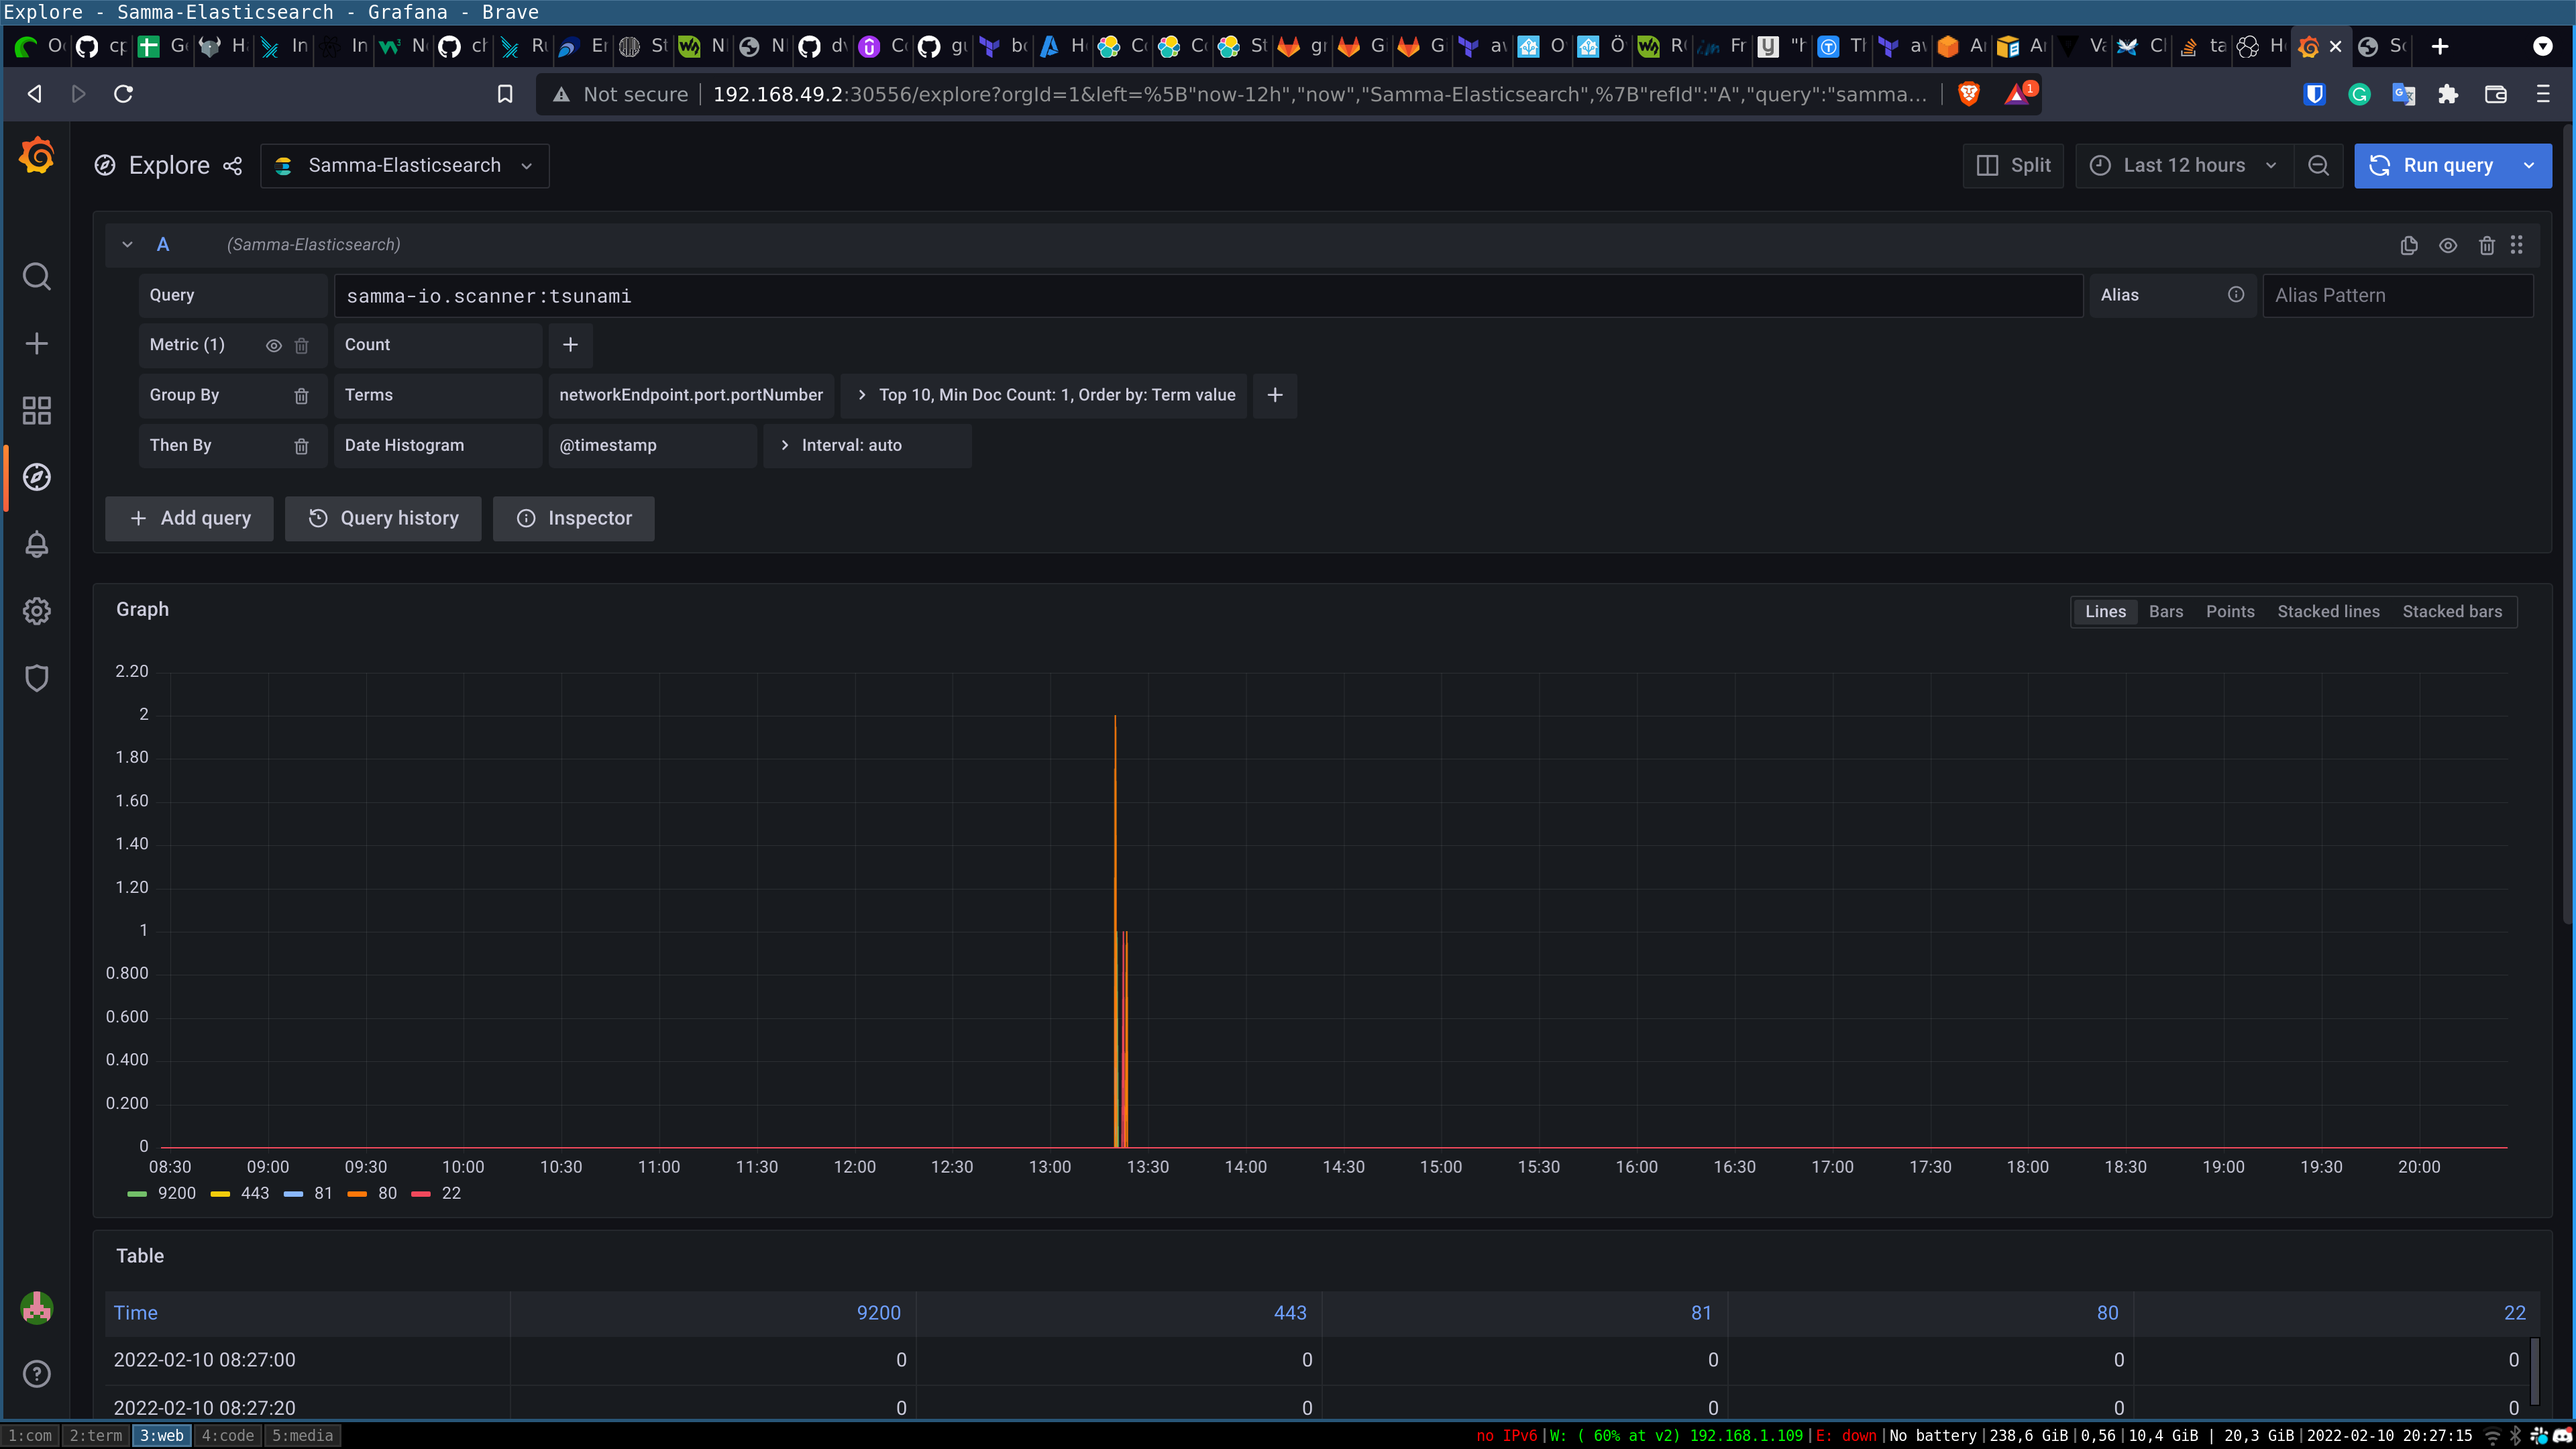 Explore - Samma-Elasticsearch - Grafana - Brave
Not secure 192.168.49.2:30556/explore?orgId=1&left=%5B"now-12h","now","Samma-Elasticsearch",%7B"refId":"A","query":"samma... 1
Explore Samma-Elasticsearch Split Last 12 hours Run query
A (Samma-Elasticsearch)
Query samma-io.scanner:tsunami Alias Alias Pattern
Metric (1) Count +
Group By Terms networkEndpoint.port.portNumber > Top 10, Min Doc Count: 1, Order by: Term value +
Then By Date Histogram @timestamp > Interval: auto
+ Add query Query history Inspector
Graph Lines Bars Points Stacked lines Stacked bars
2.20
2
1.80
1.60
1.40
1.20
1
0.800
0.600
0.400
0.200
0
08:30 09:00 09:30 10:00 10:30 11:00 11:30 12:00 12:30 13:00 13:30 14:00 14:30 15:00 15:30 16:00 16:30 17:00 17:30 18:00 18:30 19:00 19:30 20:00
9200 443 81 80 22
Table
Time 9200 443 81 80 22
2022-02-10 08:27:00 0 0 0 0 0
2022-02-10 08:27:20 0 0 0 0 0
1:com 2:term 3:web 4:code 5:media no IPv6|W: ( 60% at v2) 192.168.1.109|E: down|No battery|238,6 GiB|0,56|10,4 GiB | 20,3 GiB|2022-02-10 20:27:15